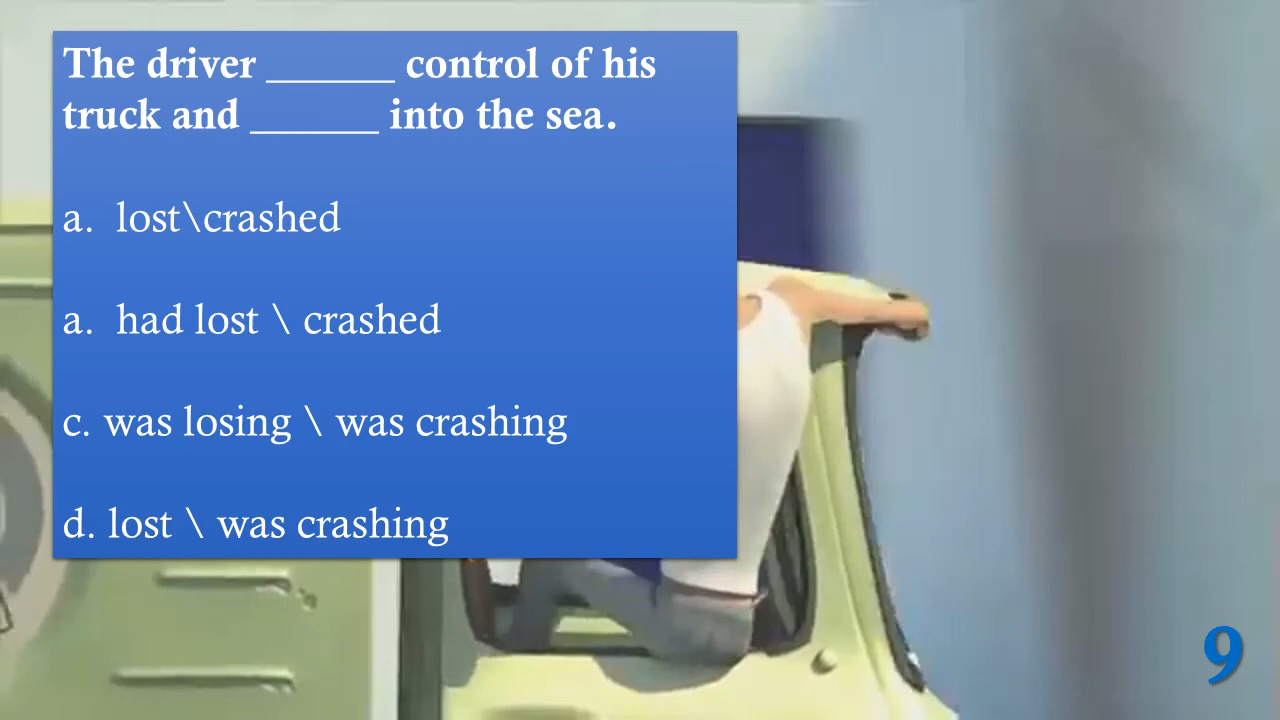 The driver ______ control of his
truck and ______ into the sea.
a. lost\crashed
a. had lost \ crashed
c. was losing \ was crashing
d. lost \ was crashing
9